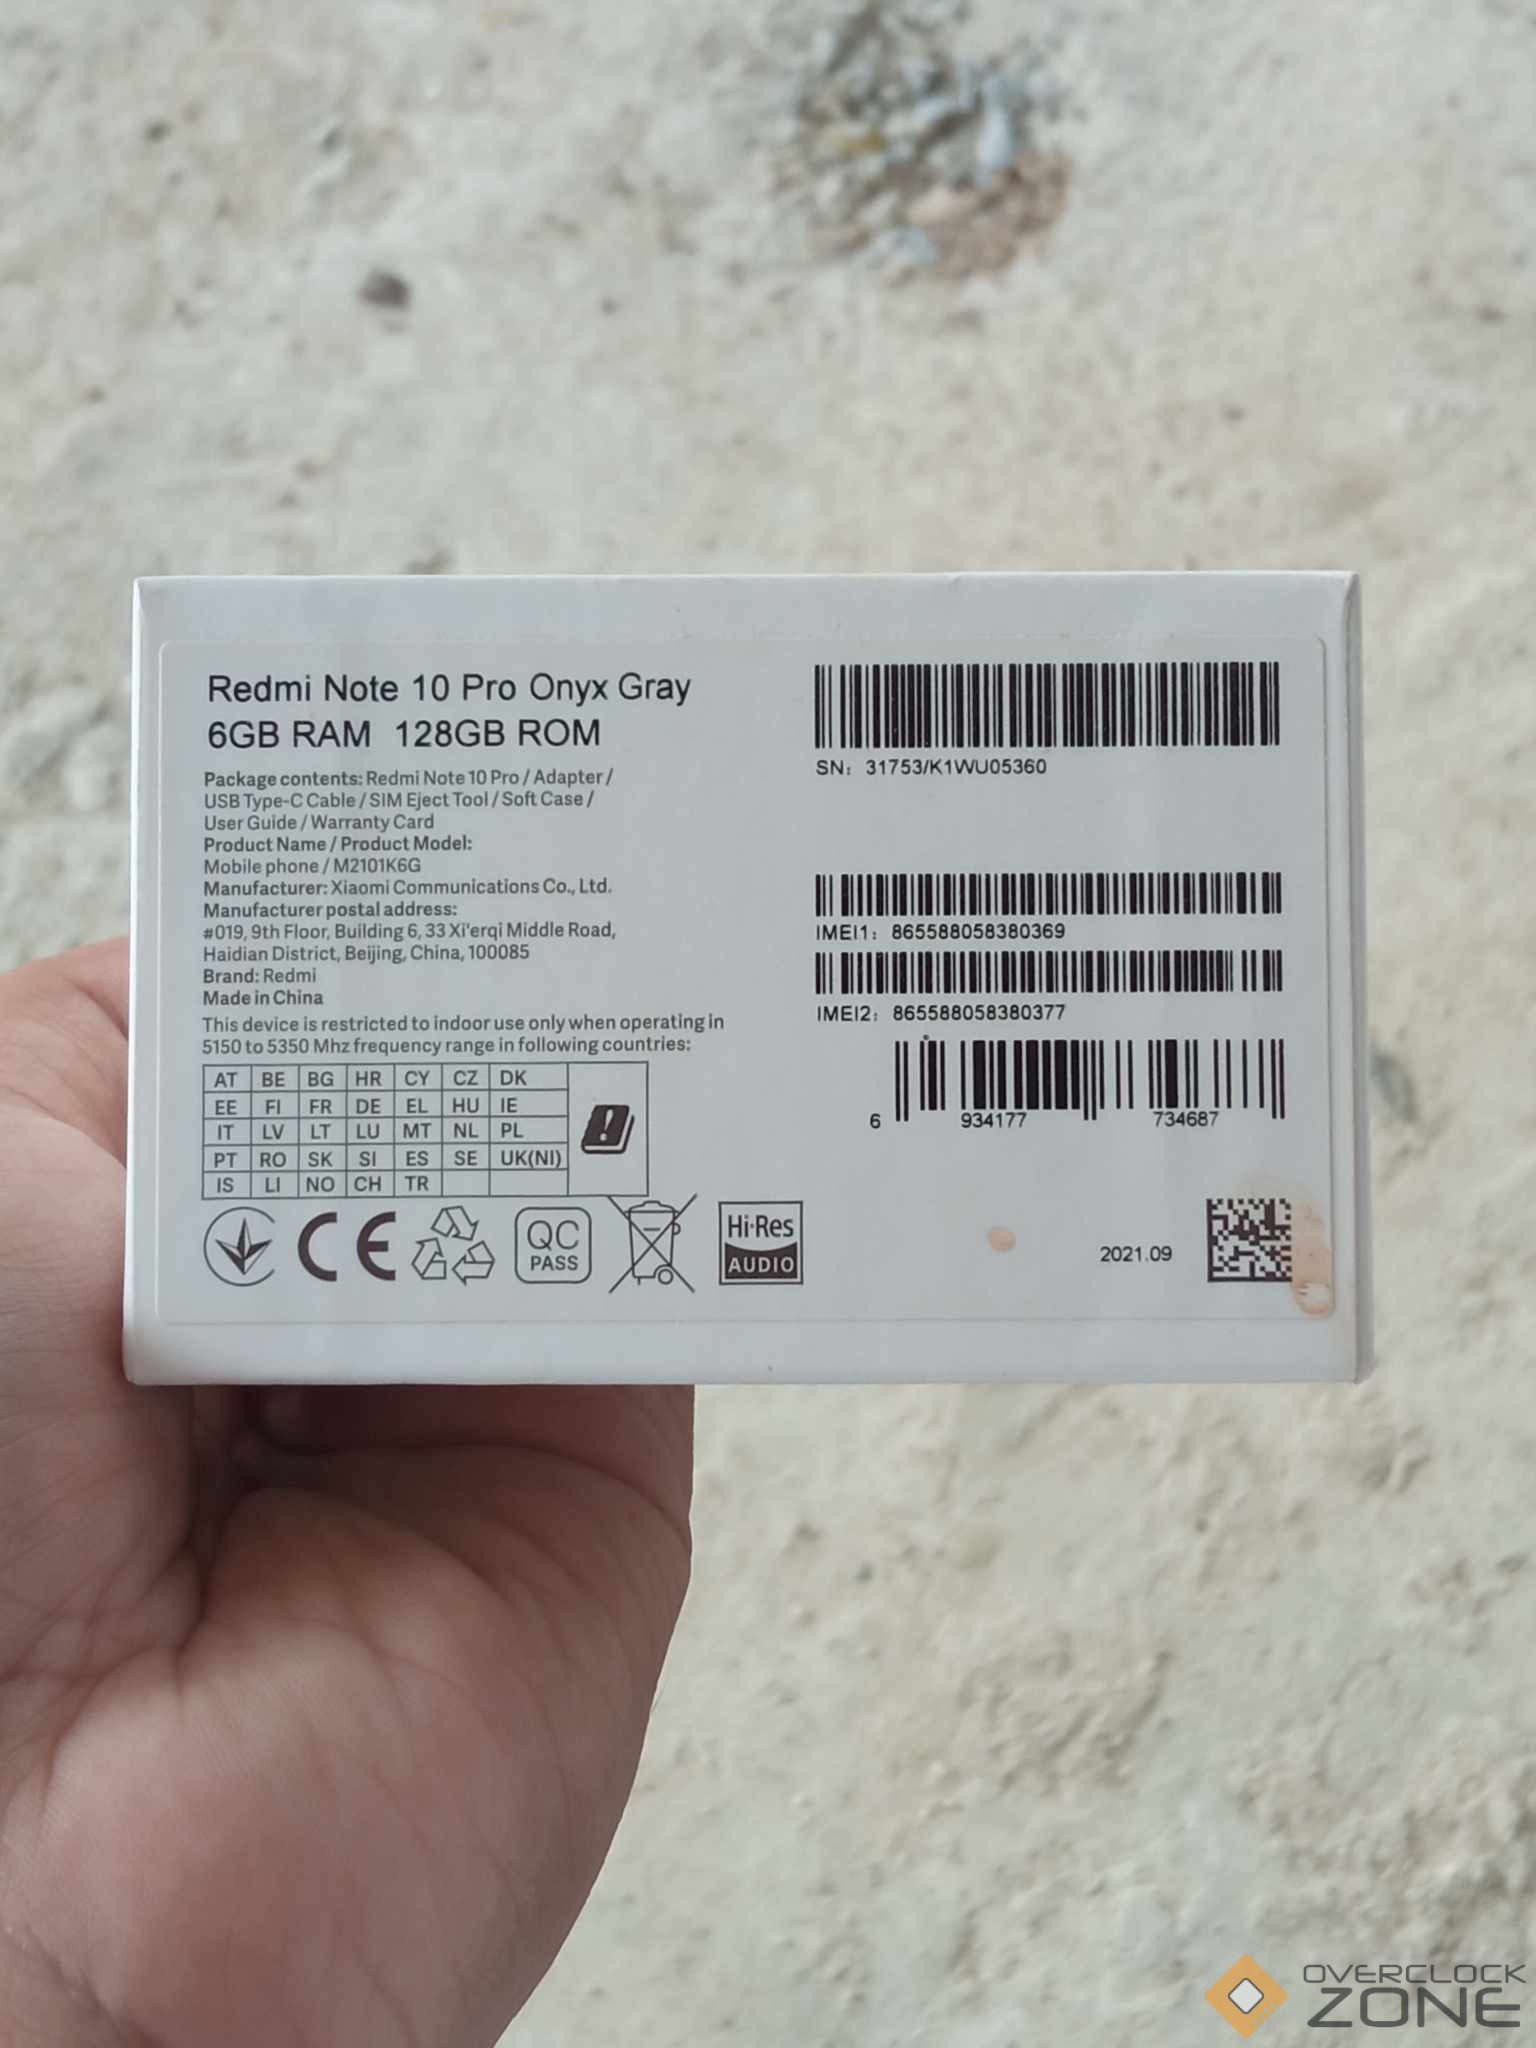 Redmi Note 10 Pro Onyx Gray
6GB RAM 128GB ROM
Package contents: Redmi Note 10 Pro / Adapter /
USB Type-C Cable / SIM Eject Tool / Soft Case /
User Guide / Warranty Card
Product Name / Product Model:
Mobile phone / M2101K6G
Manufacturer: Xiaomi Communications Co., Ltd.
Manufacturer postal address:
#019, 9th Floor, Building 6, 33 Xi'erqi Middle Road,
Haidian District, Beijing, China, 100085
Brand: Redmi
Made in China
This device is restricted to indoor use only when operating in
5150 to 5350 Mhz frequency range in following countries:
AT BE BG HR CY CZ DK
EE FI FR DE EL HU IE
IT LV LT LU MT NL PL
PT RO SK SI ES SE UK(NI)
IS LI NO CH TR
CE
QC
PASS
Hi-Res
AUDIO
SN: 31753/K1WU05360
IMEI1: 865588058380369
IMEI2: 865588058380377
6 934177 734687
2021.09
OVERCLOCK
ZONE